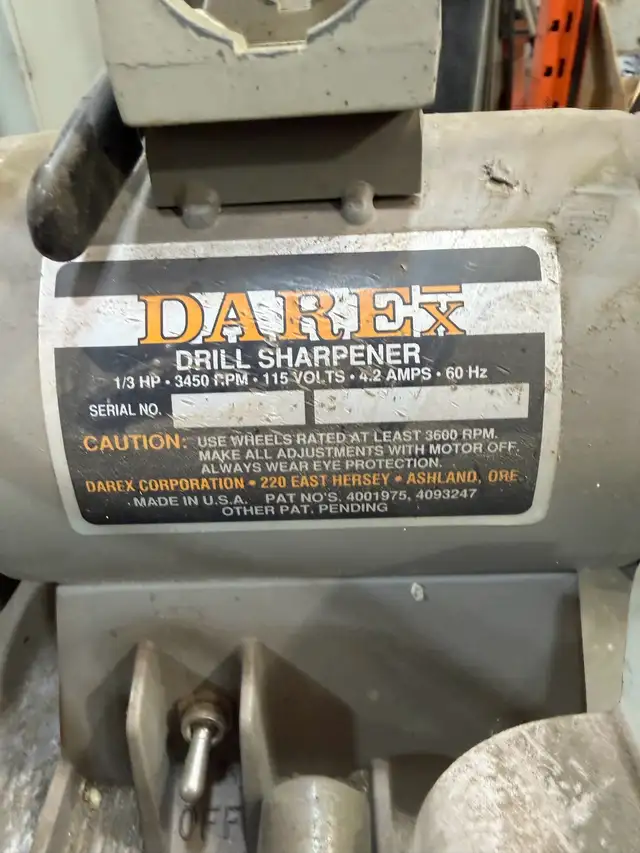 DAREX
DRILL SHARPENER
1/3 HP • 3450 RPM • 115 VOLTS • 4.2 AMPS • 60 Hz
SERIAL NO.
CAUTION: USE WHEELS RATED AT LEAST 3600 RPM.
MAKE ALL ADJUSTMENTS WITH MOTOR OFF.
ALWAYS WEAR EYE PROTECTION.
DAREX CORPORATION • 220 EAST HERSEY • ASHLAND, ORE
MADE IN U.S.A. PAT NO'S. 4001975, 4093247
OTHER PAT. PENDING
OFF